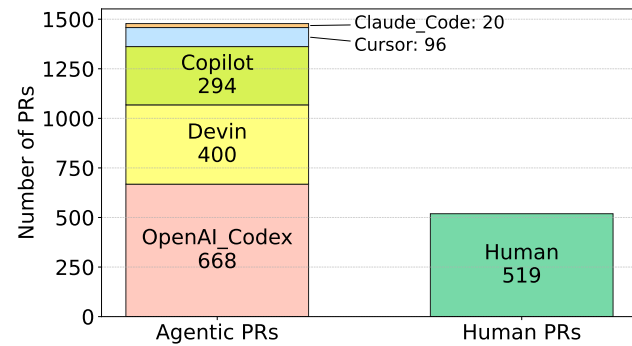 Number of PRs
1500
1250
1000
750
500
250
0
Claude_Code: 20
Cursor: 96
Copilot
294
Devin
400
OpenAI_Codex
668
Human
519
Agentic PRs
Human PRs